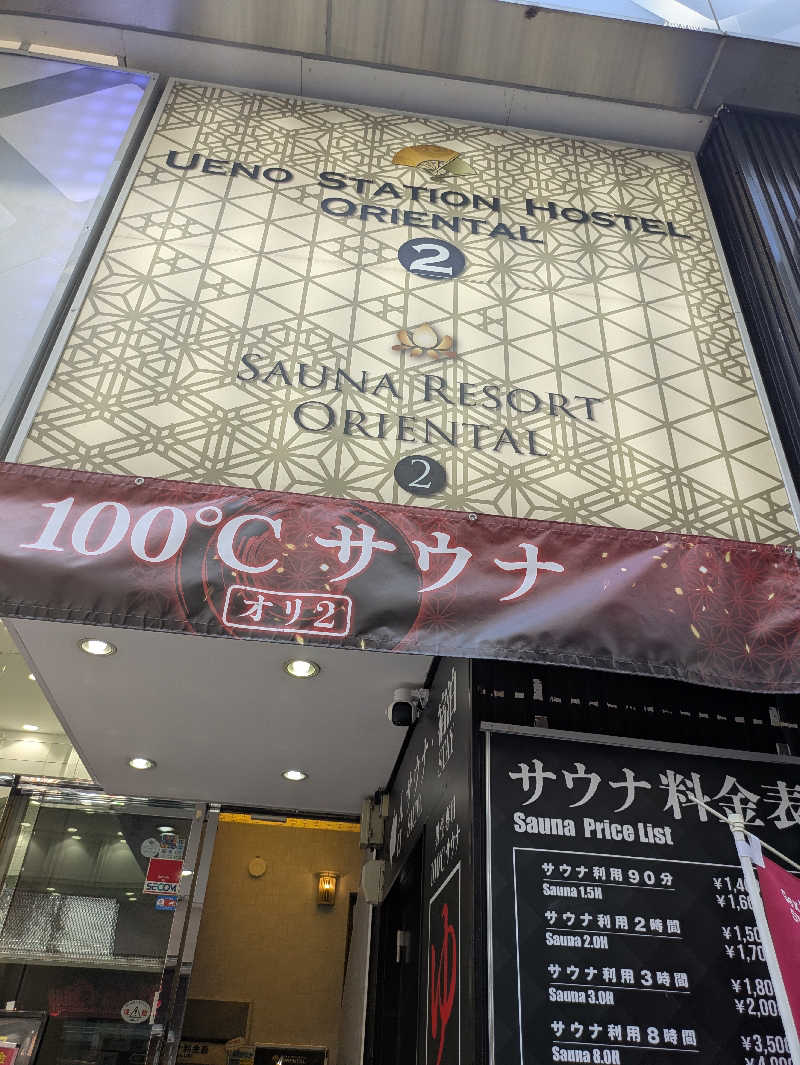 UENO STATION HOSTEL
ORIENTAL
2
SAUNA RESORT
ORIENTAL
2
100℃ サウナ
オリ2
サウナ料金表
Sauna Price List
サウナ利用90分
Sauna 1.5H
サウナ利用2時間
Sauna 2.0H
サウナ利用3時間
Sauna 3.0H
サウナ利用8時間
Sauna 8.0H
SECOM
ゆ